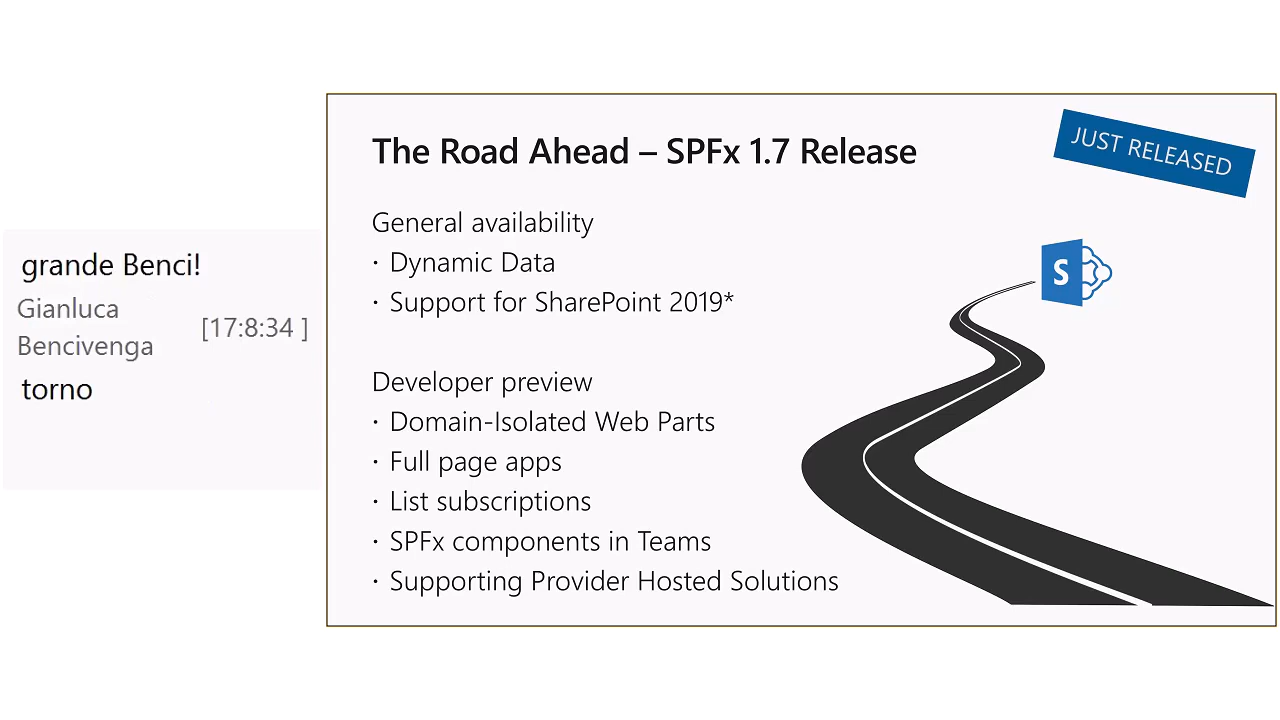 grande Benci!
Gianluca
Bencivenga
[17:8:34 ]
torno
The Road Ahead – SPFx 1.7 Release
JUST RELEASED
General availability
· Dynamic Data
· Support for SharePoint 2019*
S
Developer preview
· Domain-Isolated Web Parts
· Full page apps
· List subscriptions
· SPFx components in Teams
· Supporting Provider Hosted Solutions